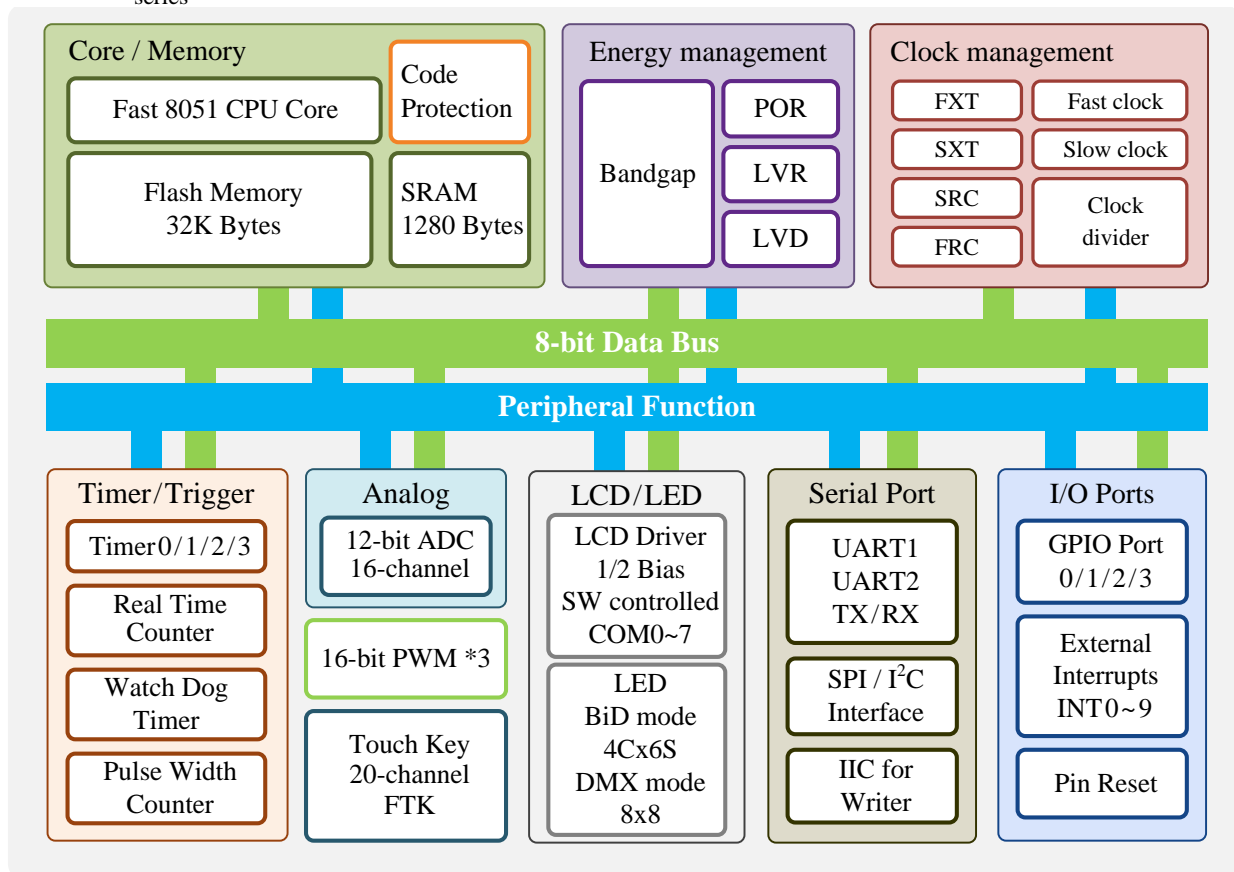 series
Core / Memory
Fast 8051 CPU Core
Code
Protection
Flash Memory
32K Bytes
SRAM
1280 Bytes
Energy management
Bandgap
POR
LVR
LVD
Clock management
FXT
SXT
SRC
FRC
Fast clock
Slow clock
Clock
divider
8-bit Data Bus
Peripheral Function
Timer/Trigger
Timer0/1/2/3
Real Time
Counter
Watch Dog
Timer
Pulse Width
Counter
Analog
12-bit ADC
16-channel
16-bit PWM *3
Touch Key
20-channel
FTK
LCD/LED
LCD Driver
1/2 Bias
SW controlled
COM0~7
LED
BiD mode
4Cx6S
DMX mode
8x8
Serial Port
UART1
UART2
TX/RX
SPI / I²C
Interface
IIC for
Writer
I/O Ports
GPIO Port
0/1/2/3
External
Interrupts
INT0~9
Pin Reset